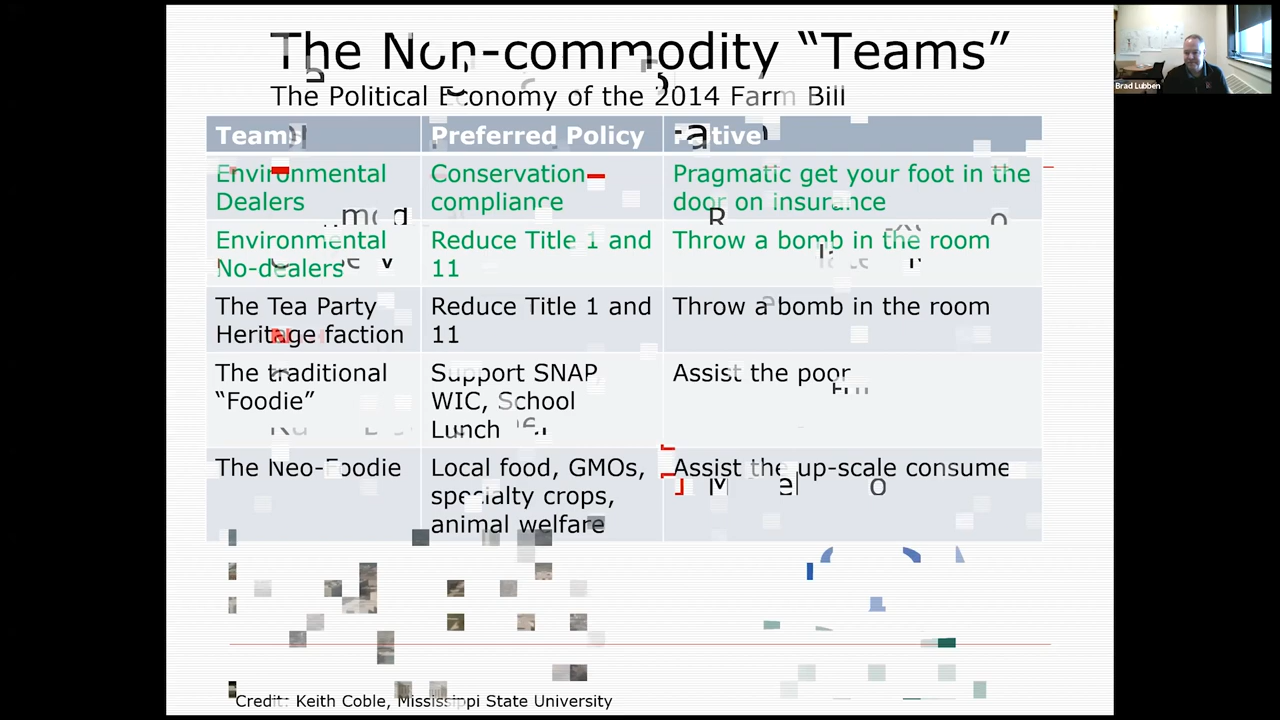 The Non-commodity “Teams”
The Political Economy of the 2014 Farm Bill
Teams Preferred Policy
Environmental Dealers Conservation compliance Pragmatic get your foot in the door on insurance
Environmental No-dealers Reduce Title 1 and 11 Throw a bomb in the room
The Tea Party Heritage faction Reduce Title 1 and 11 Throw a bomb in the room
The traditional “Foodie” Support SNAP, WIC, School Lunch Assist the poor
The Neo-Foodie Local food, GMOs, specialty crops, animal welfare Assist the up-scale consume
Credit: Keith Coble, Mississippi State University
Brad Lubben